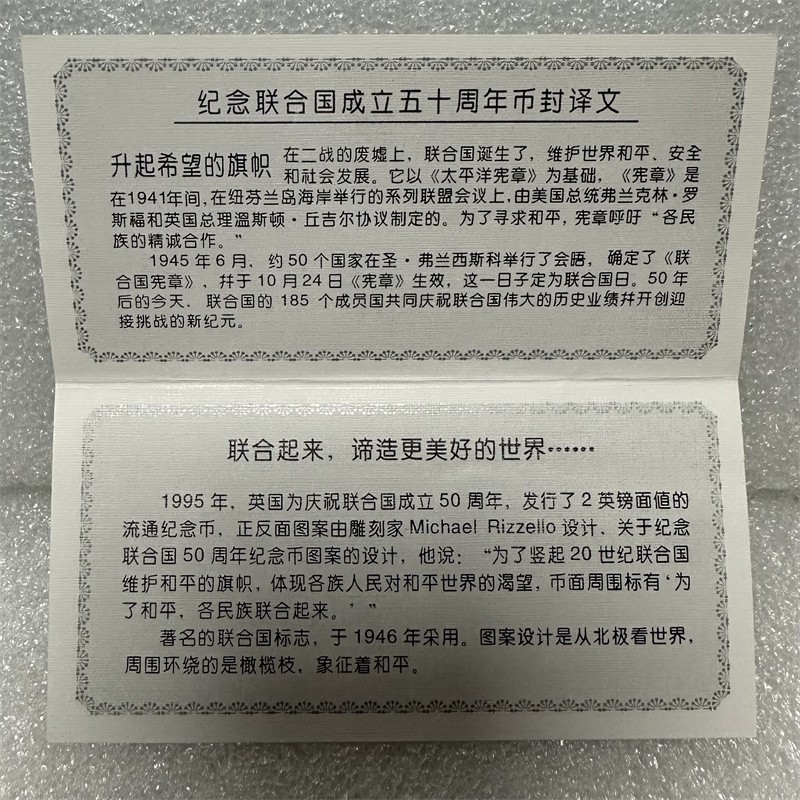 纪念联合国成立五十周年币封译文
升起希望的旗帜 在二战的废墟上，联合国诞生了，维护世界和平、安全
和社会发展。它以《太平洋宪章》为基础，《宪章》是
在1941年间，在纽芬兰岛海岸举行的系列联盟会议上，由美国总统弗兰克林·罗
斯福和英国总理温斯顿·丘吉尔协议制定的。为了寻求和平，宪章呼吁“各民
族的精诚合作。”
1945年6月，约50个国家在圣·弗兰西斯科举行了会晤，确定了《联
合国宪章》，幷于10月24日《宪章》生效，这一日子定为联合国日。50年
后的今天，联合国的185个成员国共同庆祝联合国伟大的历史业绩幷开创迎
接挑战的新纪元。
联合起来，谛造更美好的世界……
1995年，英国为庆祝联合国成立50周年，发行了2英镑面值的
流通纪念币，正反面图案由雕刻家Michael Rizzello设计，关于纪念
联合国50周年纪念币图案的设计，他说：“为了竖起20世纪联合国
维护和平的旗帜，体现各族人民对和平世界的渴望，币面周围标有‘为
了和平，各民族联合起来。’”
著名的联合国标志，于1946年采用。图案设计是从北极看世界，
周围环绕的是橄榄枝，象征着和平。